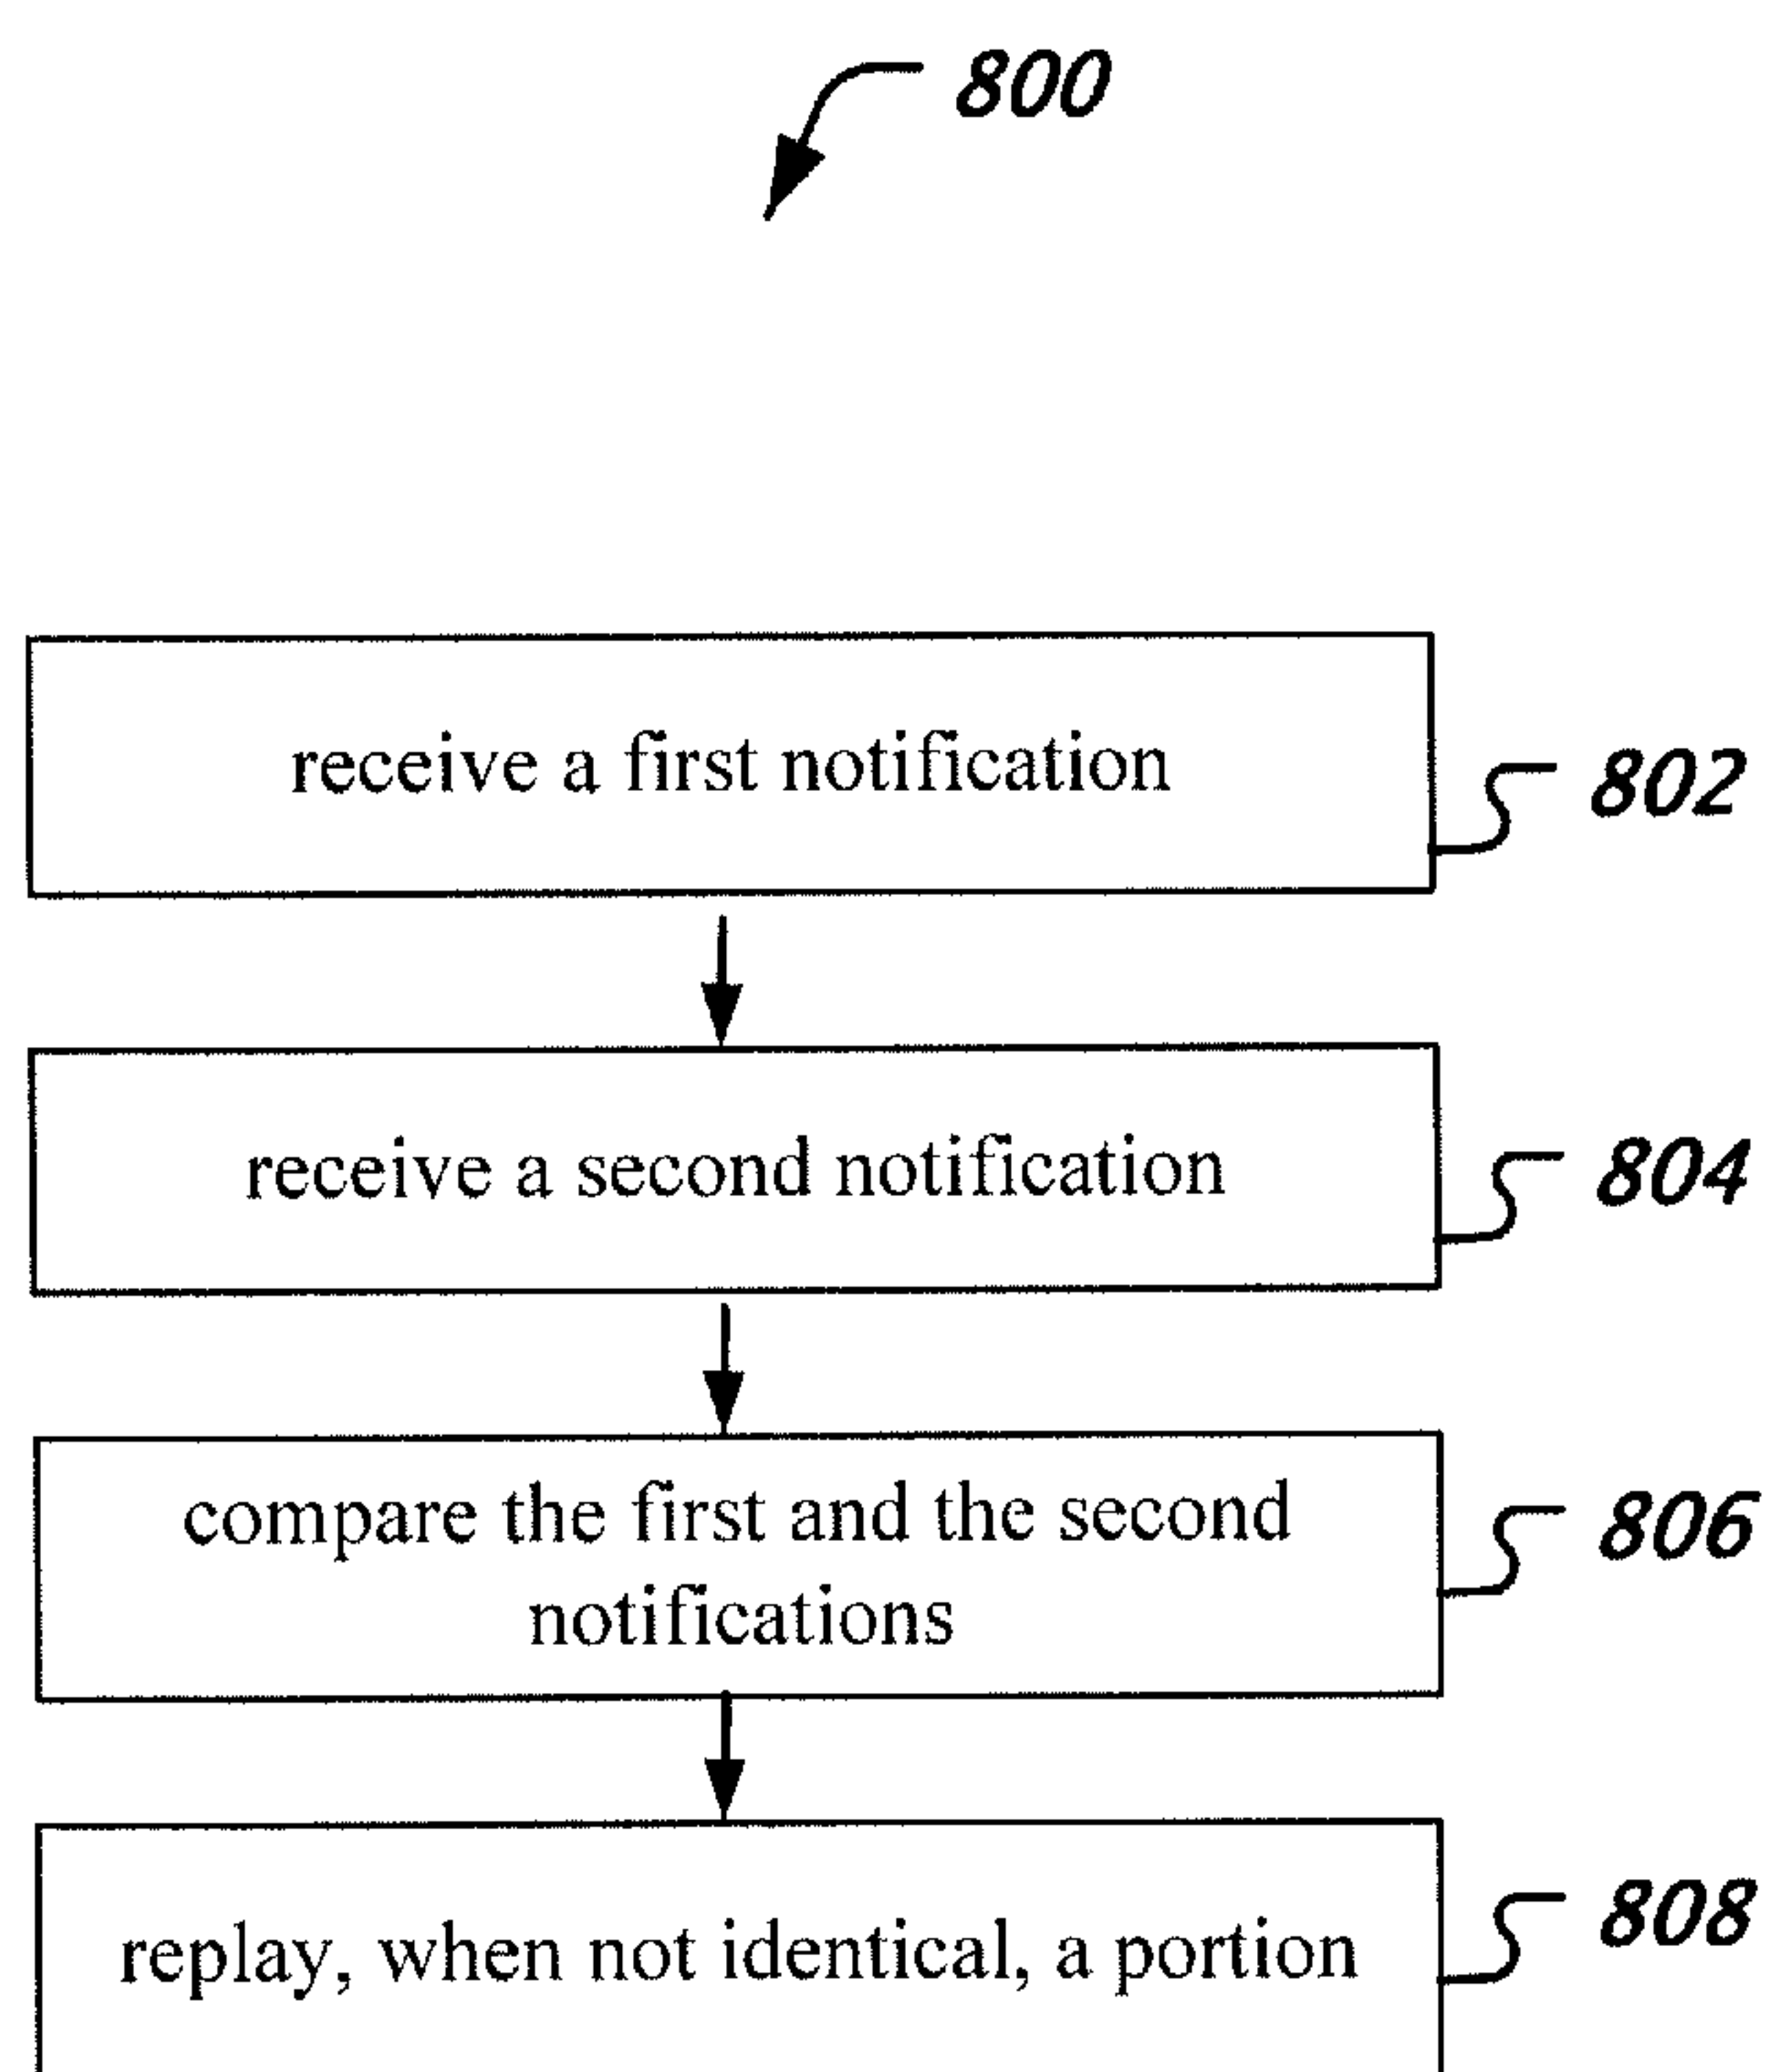 800
receive a first notification
802
receive a second notification
804
compare the first and the second
notifications
806
replay, when not identical, a portion
808